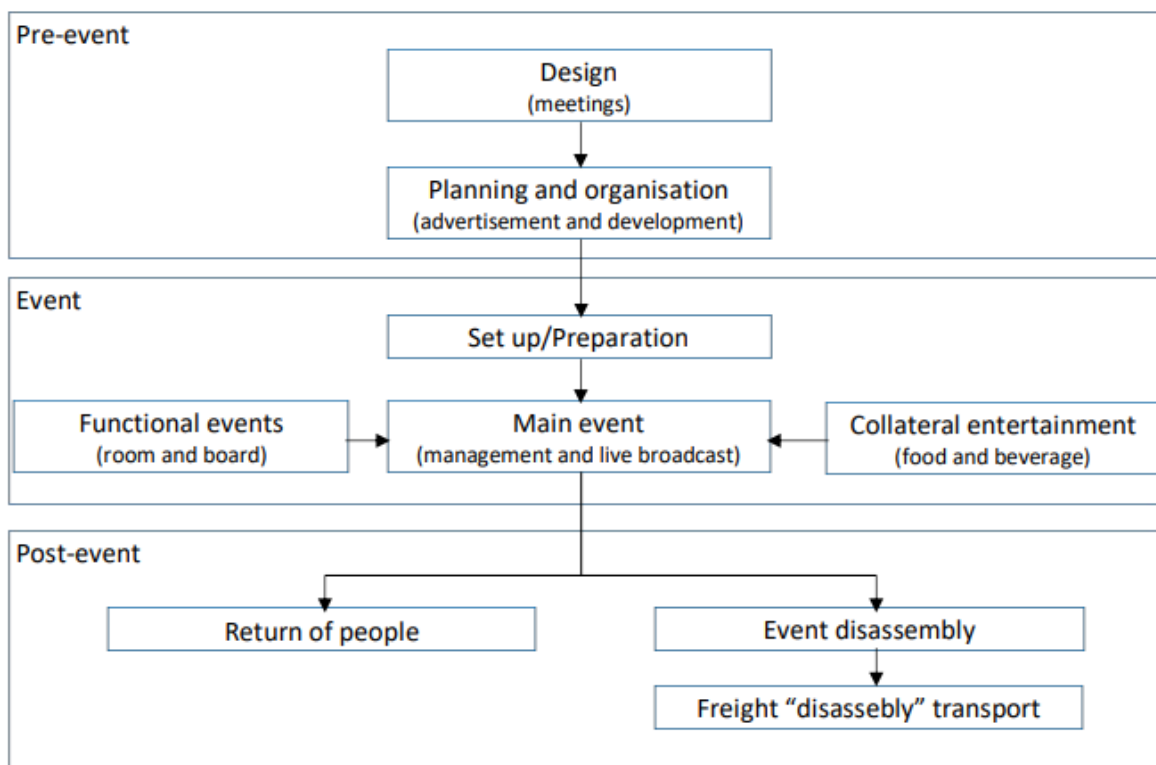 Pre-event
Design
(meetings)
Planning and organisation
(advertisement and development)
Event
Set up/Preparation
Functional events
(room and board)
Main event
(management and live broadcast)
Collateral entertainment
(food and beverage)
Post-event
Return of people
Event disassembly
Freight “disassebly” transport